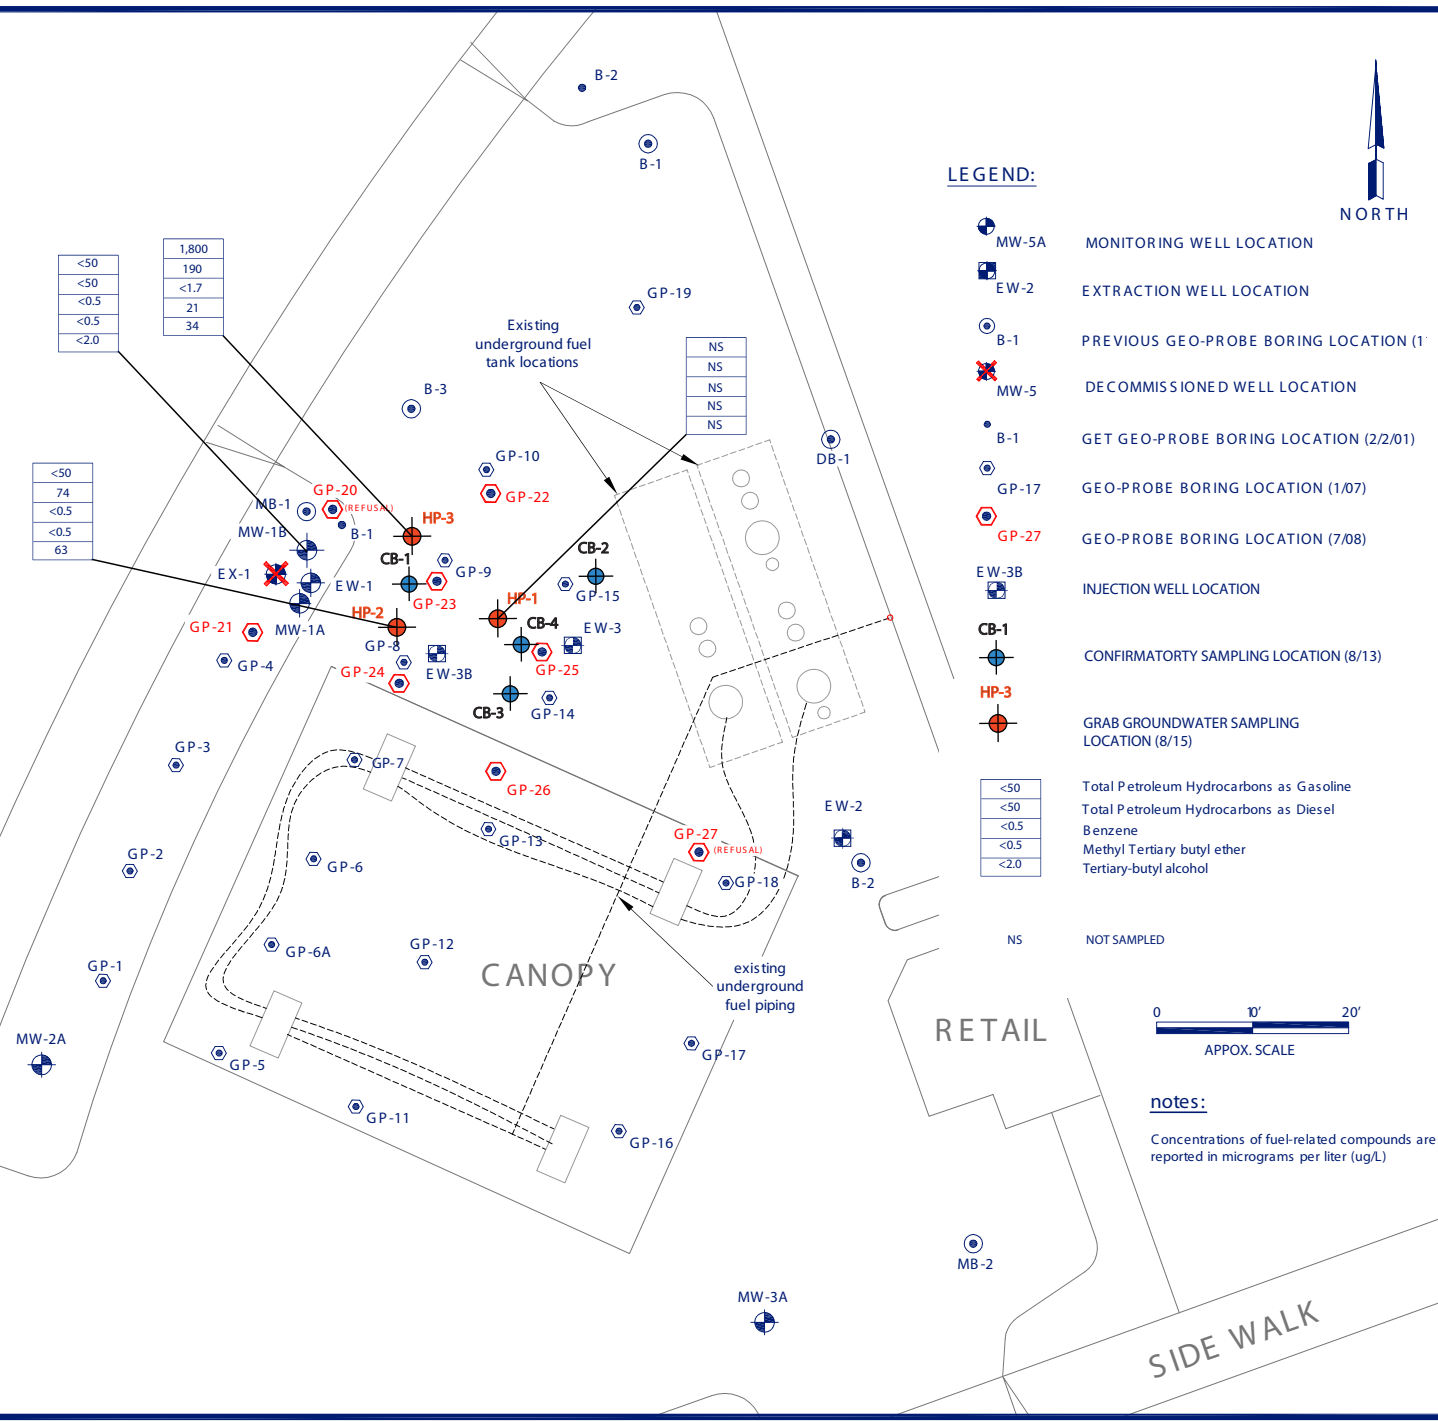 B-2
B-1
LEGEND:
NORTH
MW-5A
MONITORING WELL LOCATION
EW-2
EXTRACTION WELL LOCATION
B-1
PREVIOUS GEO-PROBE BORING LOCATION (1
MW-5
DECOMMISSIONED WELL LOCATION
B-1
GET GEO-PROBE BORING LOCATION (2/2/01)
GP-17
GEO-PROBE BORING LOCATION (1/07)
GP-27
GEO-PROBE BORING LOCATION (7/08)
EW-3B
INJECTION WELL LOCATION
CB-1
CONFIRMATORTY SAMPLING LOCATION (8/13)
HP-3
GRAB GROUNDWATER SAMPLING
LOCATION (8/15)
<50
Total Petroleum Hydrocarbons as Gasoline
<50
Total Petroleum Hydrocarbons as Diesel
<0.5
Benzene
<0.5
Methyl Tertiary butyl ether
<2.0
Tertiary-butyl alcohol
NS
NOT SAMPLED
0
10'
20'
APPOX. SCALE
notes:
Concentrations of fuel-related compounds are
reported in micrograms per liter (ug/L)
<50
<50
<0.5
<0.5
<2.0
1,800
190
<1.7
21
34
<50
74
<0.5
<0.5
63
NS
NS
NS
NS
NS
GP-19
Existing
underground fuel
tank locations
B-3
DB-1
GP-10
GP-22
GP-20
(REFUSAL)
MB-1
B-1
MW-1B
HP-3
CB-1
CB-2
EX-1
EW-1
GP-9
GP-23
GP-15
HP-1
HP-2
MW-1A
GP-21
GP-4
GP-8
CB-4
EW-3
GP-24
EW-3B
GP-25
CB-3
GP-14
GP-3
GP-7
GP-26
GP-13
GP-27
(REFUSAL)
GP-18
EW-2
B-2
GP-2
GP-6
GP-6A
GP-12
CANOPY
existing
underground
fuel piping
GP-1
MW-2A
GP-5
GP-11
GP-17
GP-16
RETAIL
MB-2
MW-3A
SIDE WALK